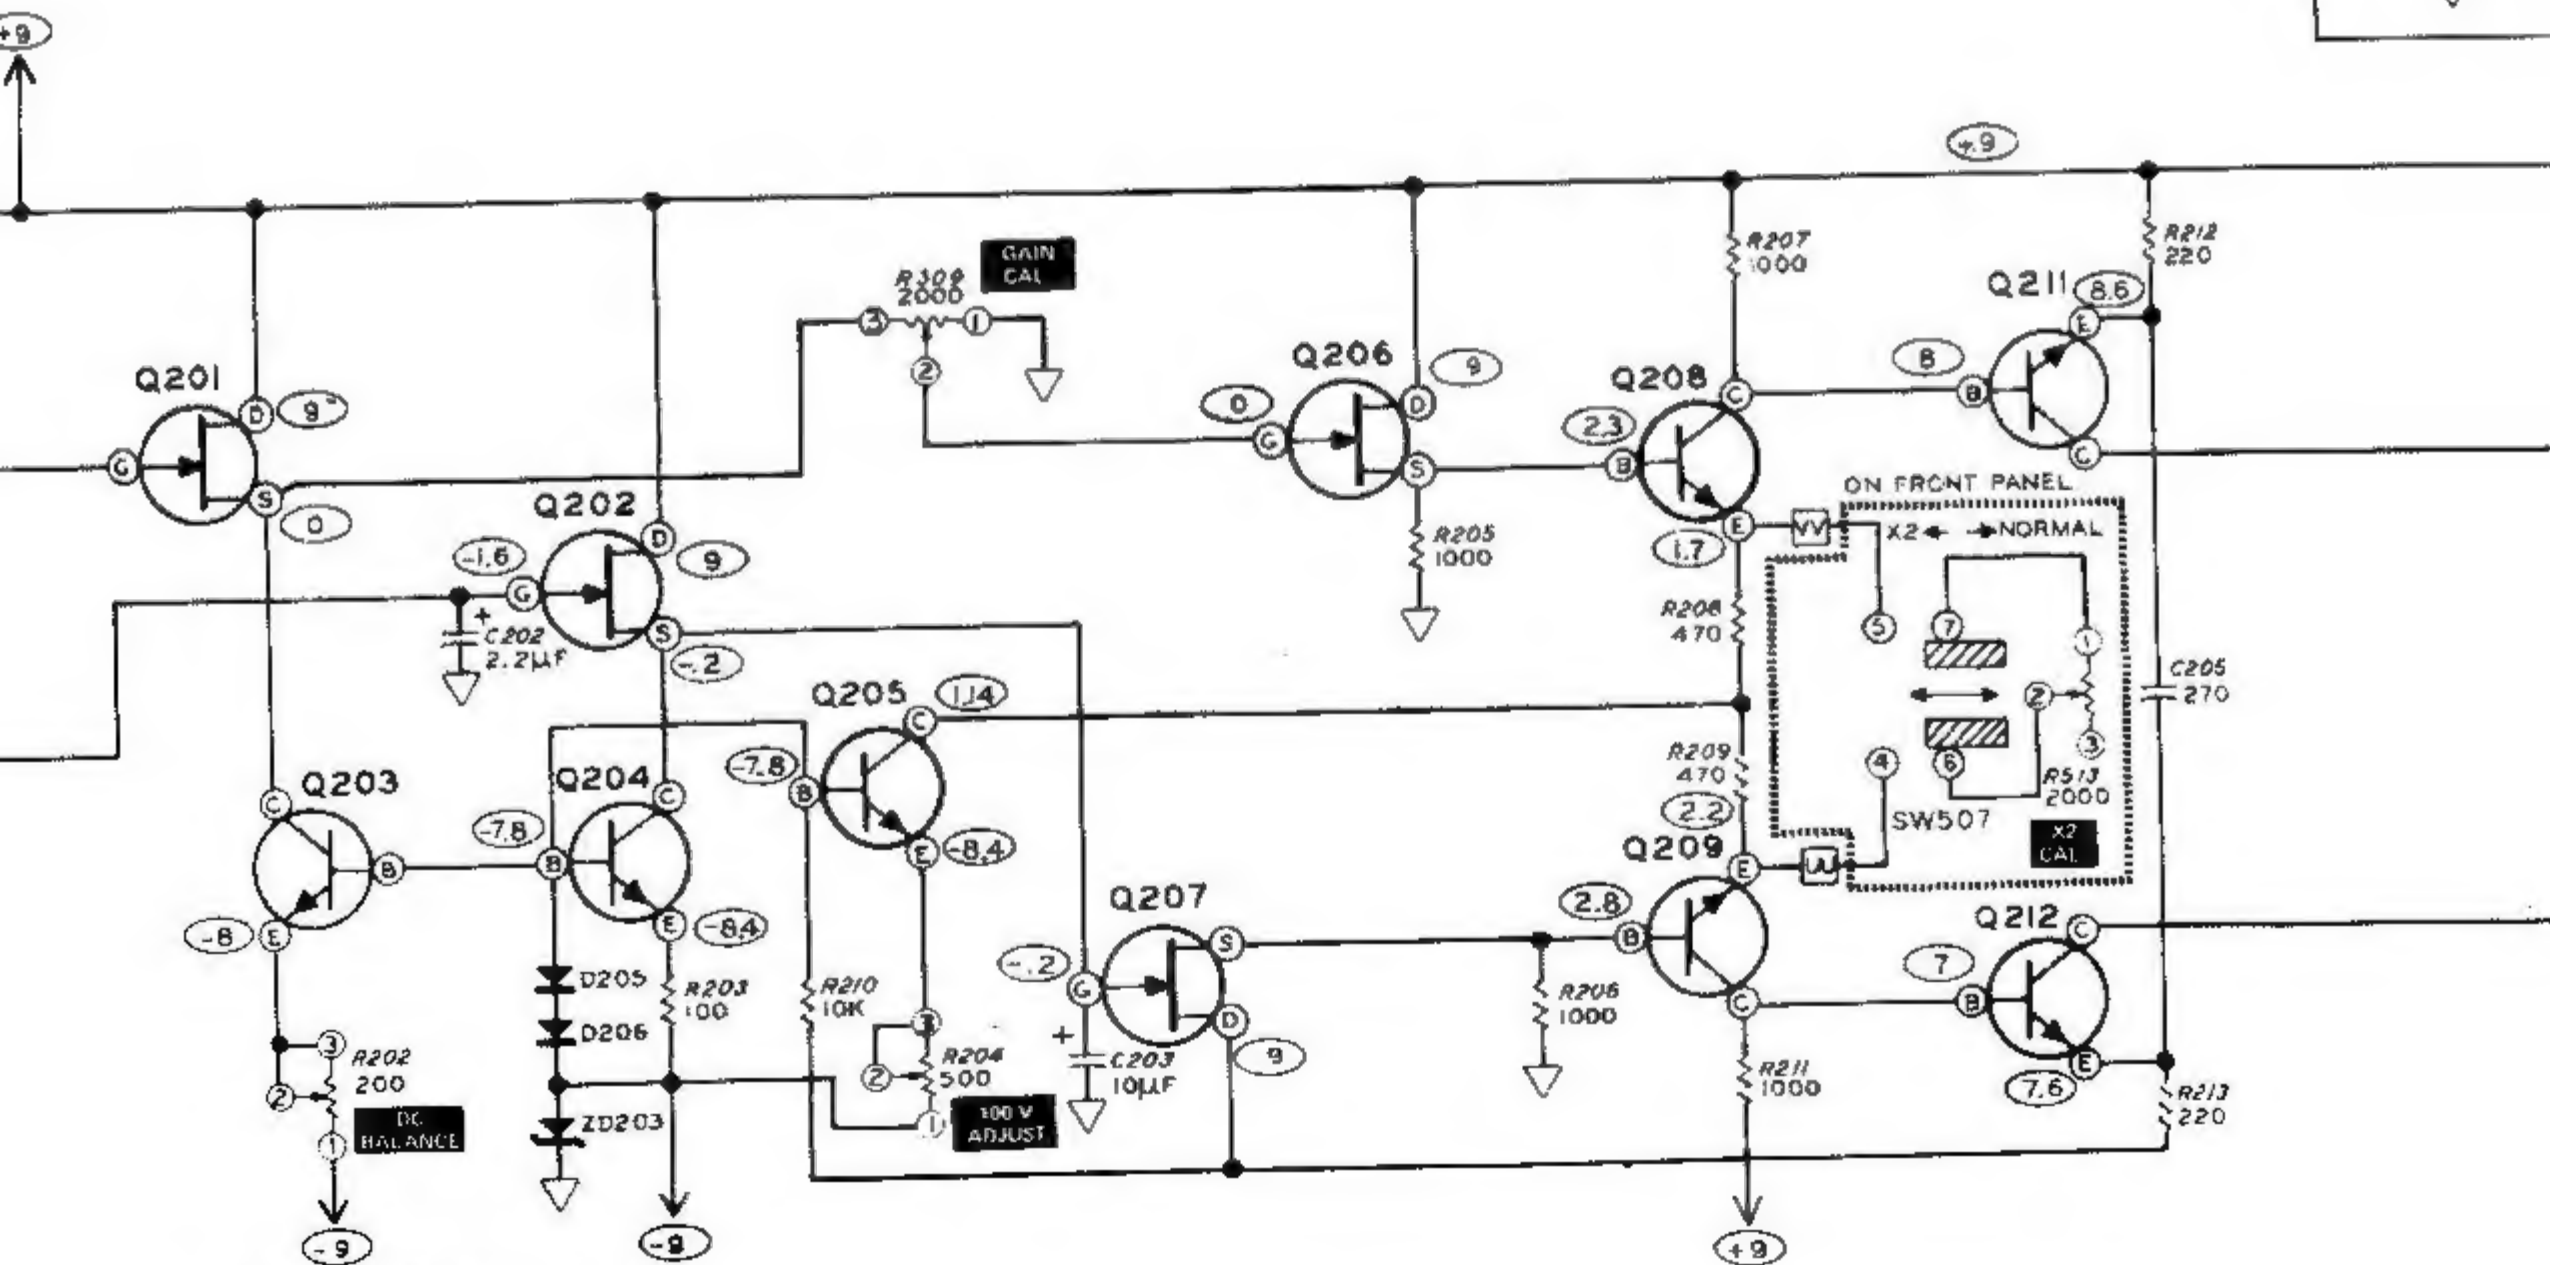 +9
+.9
R207
1000
R212
220
GAIN
CAL
R309
2000
3
1
2
Q211
8.6
E
B
8
C
Q201
D
9
G
S
0
Q206
0
9
D
G
S
Q208
C
2.3
B
E
1.7
R205
1000
ON FRONT PANEL
X2
NORMAL
Q202
-1.6
D
9
G
S
-.2
+
C202
2.2µF
R208
470
5
7
1
2
3
C205
270
Q205
1.14
C
-7.8
B
E
-8.4
R209
470
2.2
4
6
R513
2000
SW507
X2
CAL
Q203
C
B
-8
E
Q204
C
-7.8
B
E
-8.4
Q207
S
-.2
G
D
9
Q209
E
2.8
B
C
Q212
C
7
B
E
7.6
D205
D206
R203
100
R210
10K
3
2
R204
500
1
100 V
ADJUST
+
C203
10µF
R206
1000
R211
1000
R213
220
3
R202
200
2
1
DC
BALANCE
ZD203
-9
-9
+9